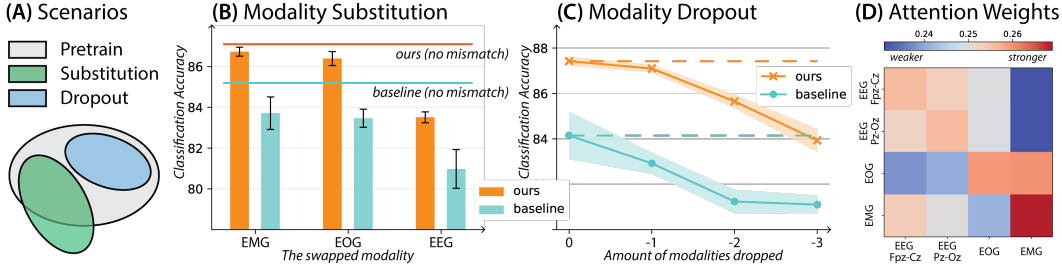 (A) Scenarios
Pretrain
Substitution
Dropout
(B) Modality Substitution
Classification Accuracy
86
84
82
80
ours (no mismatch)
baseline (no mismatch)
ours
baseline
EMG
EOG
EEG
The swapped modality
(C) Modality Dropout
Classification Accuracy
88
86
84
ours
baseline
0
-1
-2
-3
Amount of modalities dropped
(D) Attention Weights
0.24
0.25
0.26
weaker
stronger
EEG
Fpz-Cz
EEG
Pz-Oz
EOG
EMG
EEG
Fpz-Cz
EEG
Pz-Oz
EOG
EMG